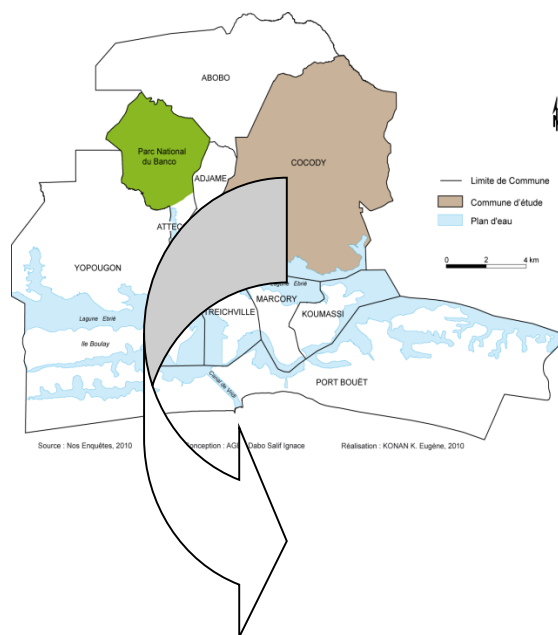 ABOBO
Parc National
du Banco
COCODY
ADJAME
Limite de Commune
Commune d'étude
Plan d'eau
ATTEC
YOPOUGON
0 2 4 km
Lagune Ebrié
MARCORY
TREICHVILLE
KOUMASSI
Lagune Ebrié
Ile Boulay
PORT BOUËT
Canal de Vridi
Source : Nos Enquêtes, 2010
Dabo Salif Ignace
Réalisation : KONAN K. Eugène, 2010